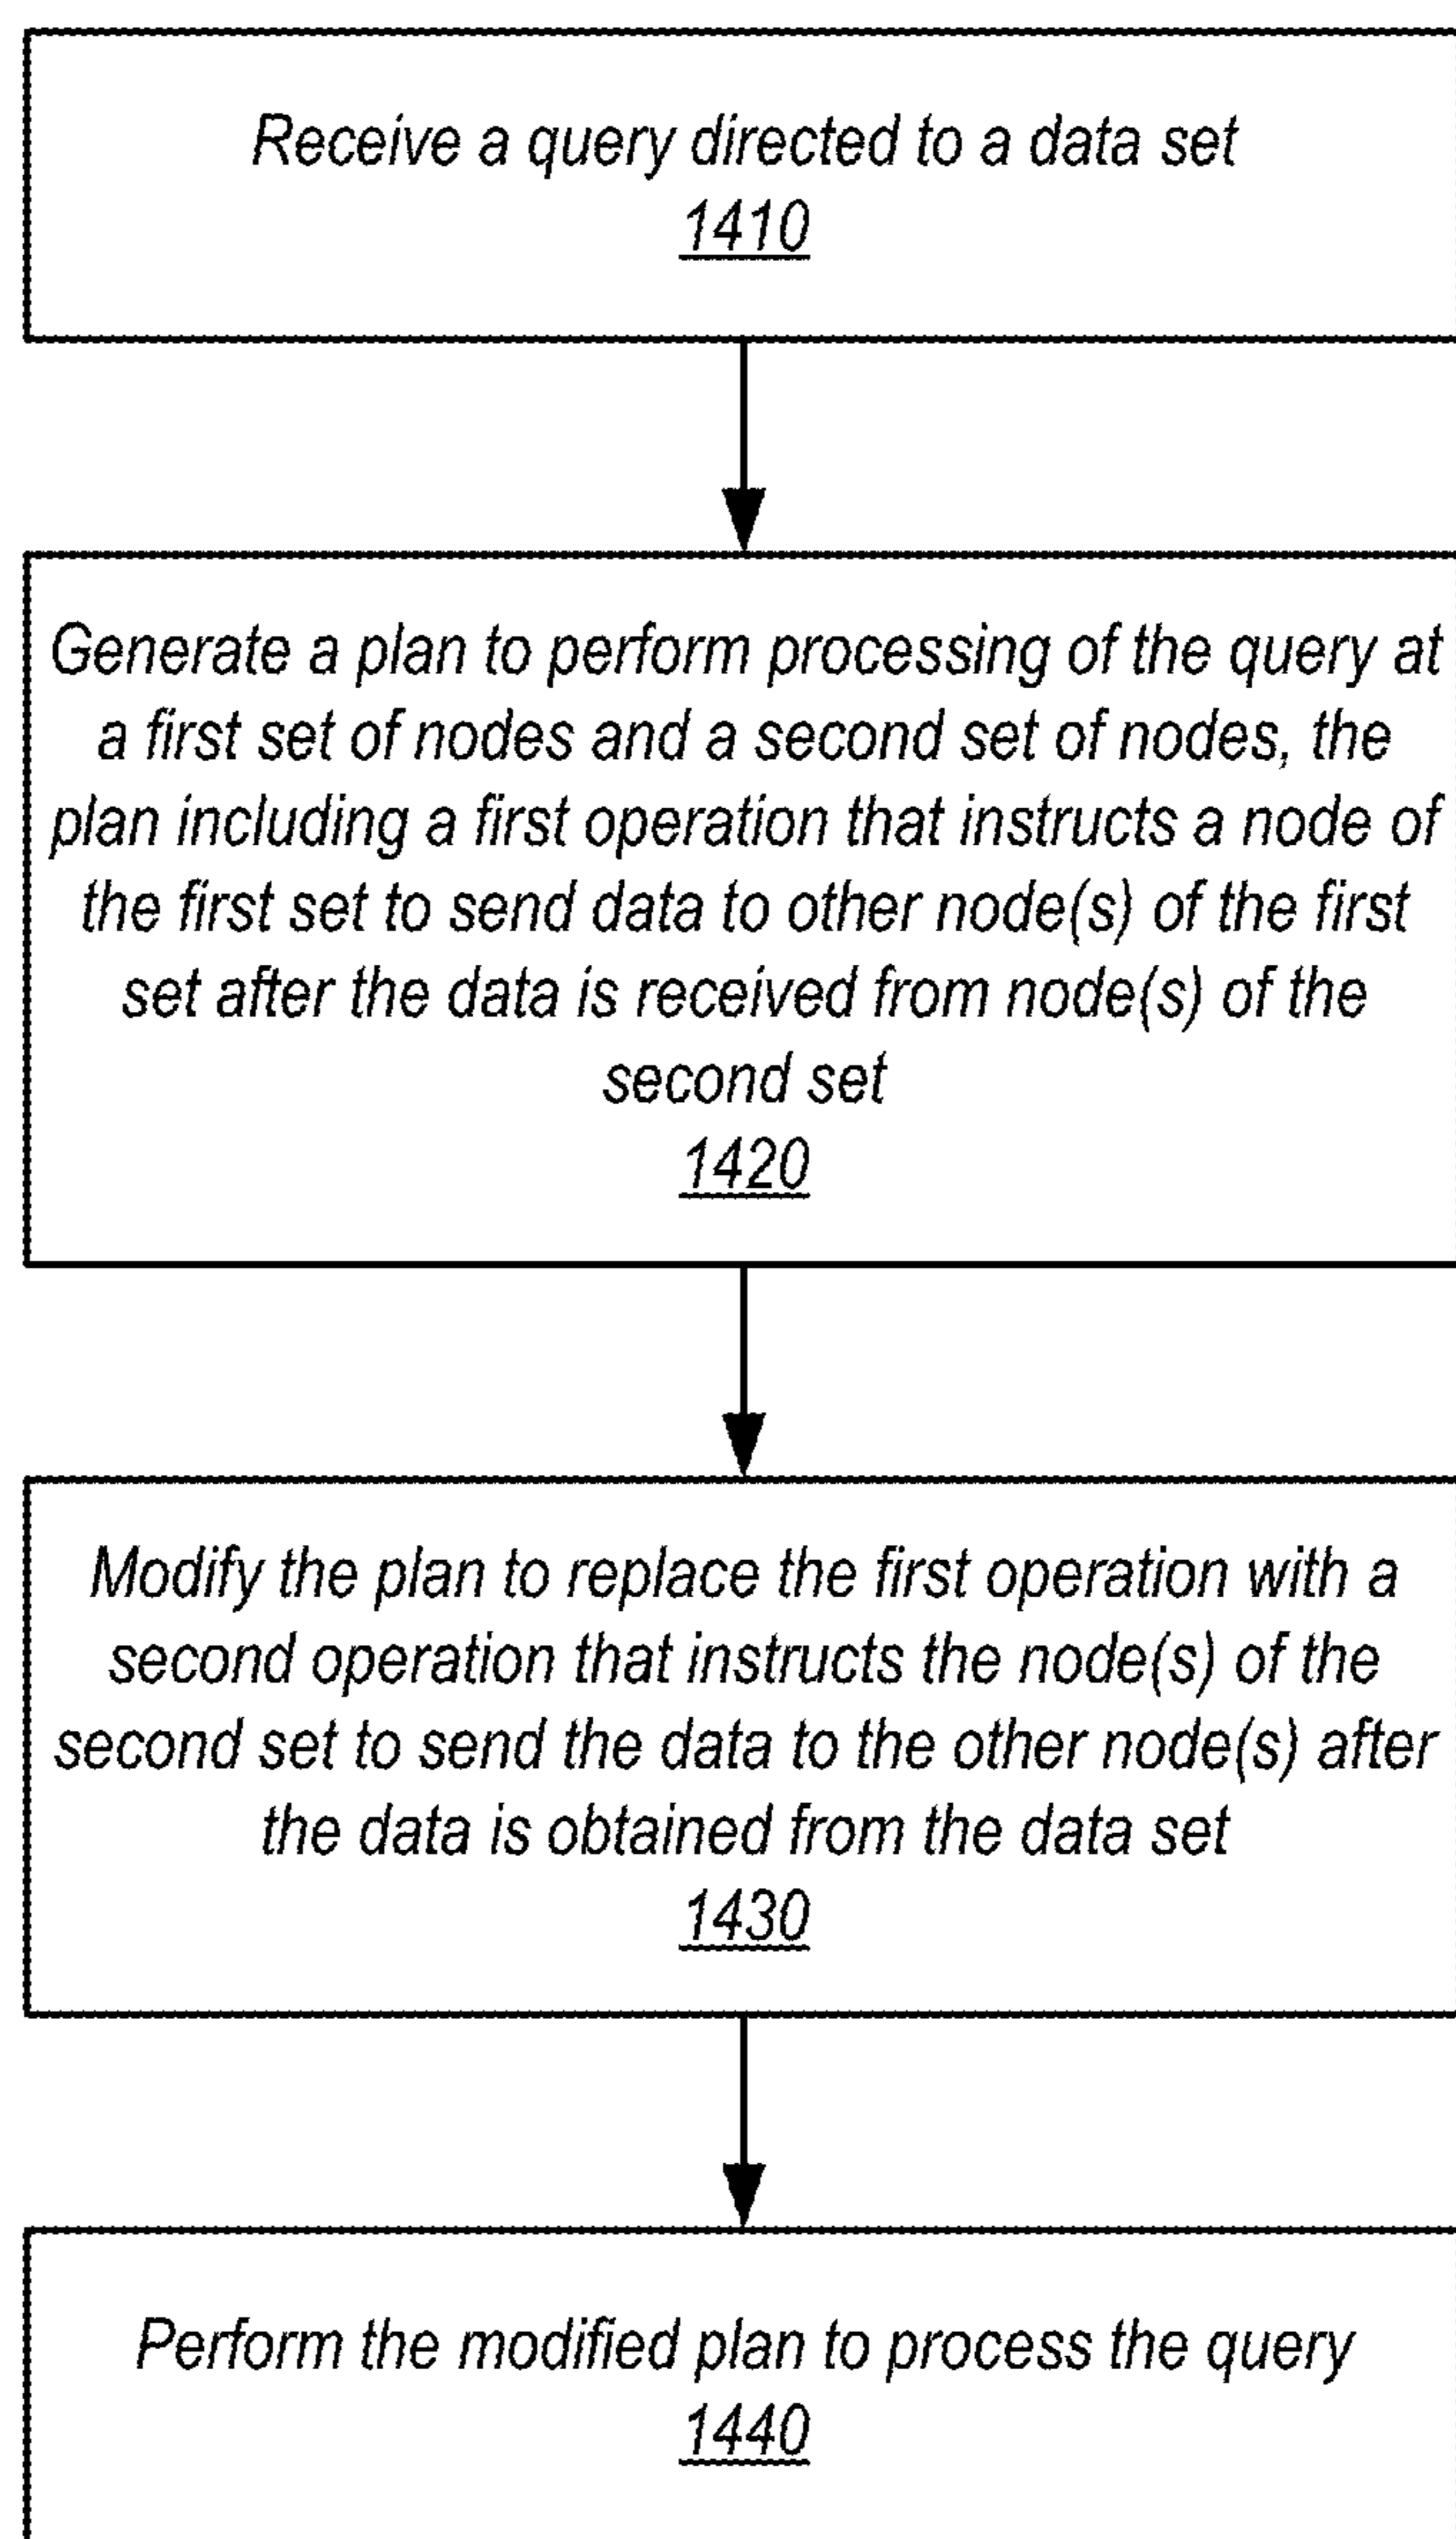 Receive a query directed to a data set
1410
Generate a plan to perform processing of the query at
a first set of nodes and a second set of nodes, the
plan including a first operation that instructs a node of
the first set to send data to other node(s) of the first
set after the data is received from node(s) of the
second set
1420
Modify the plan to replace the first operation with a
second operation that instructs the node(s) of the
second set to send the data to the other node(s) after
the data is obtained from the data set
1430
Perform the modified plan to process the query
1440